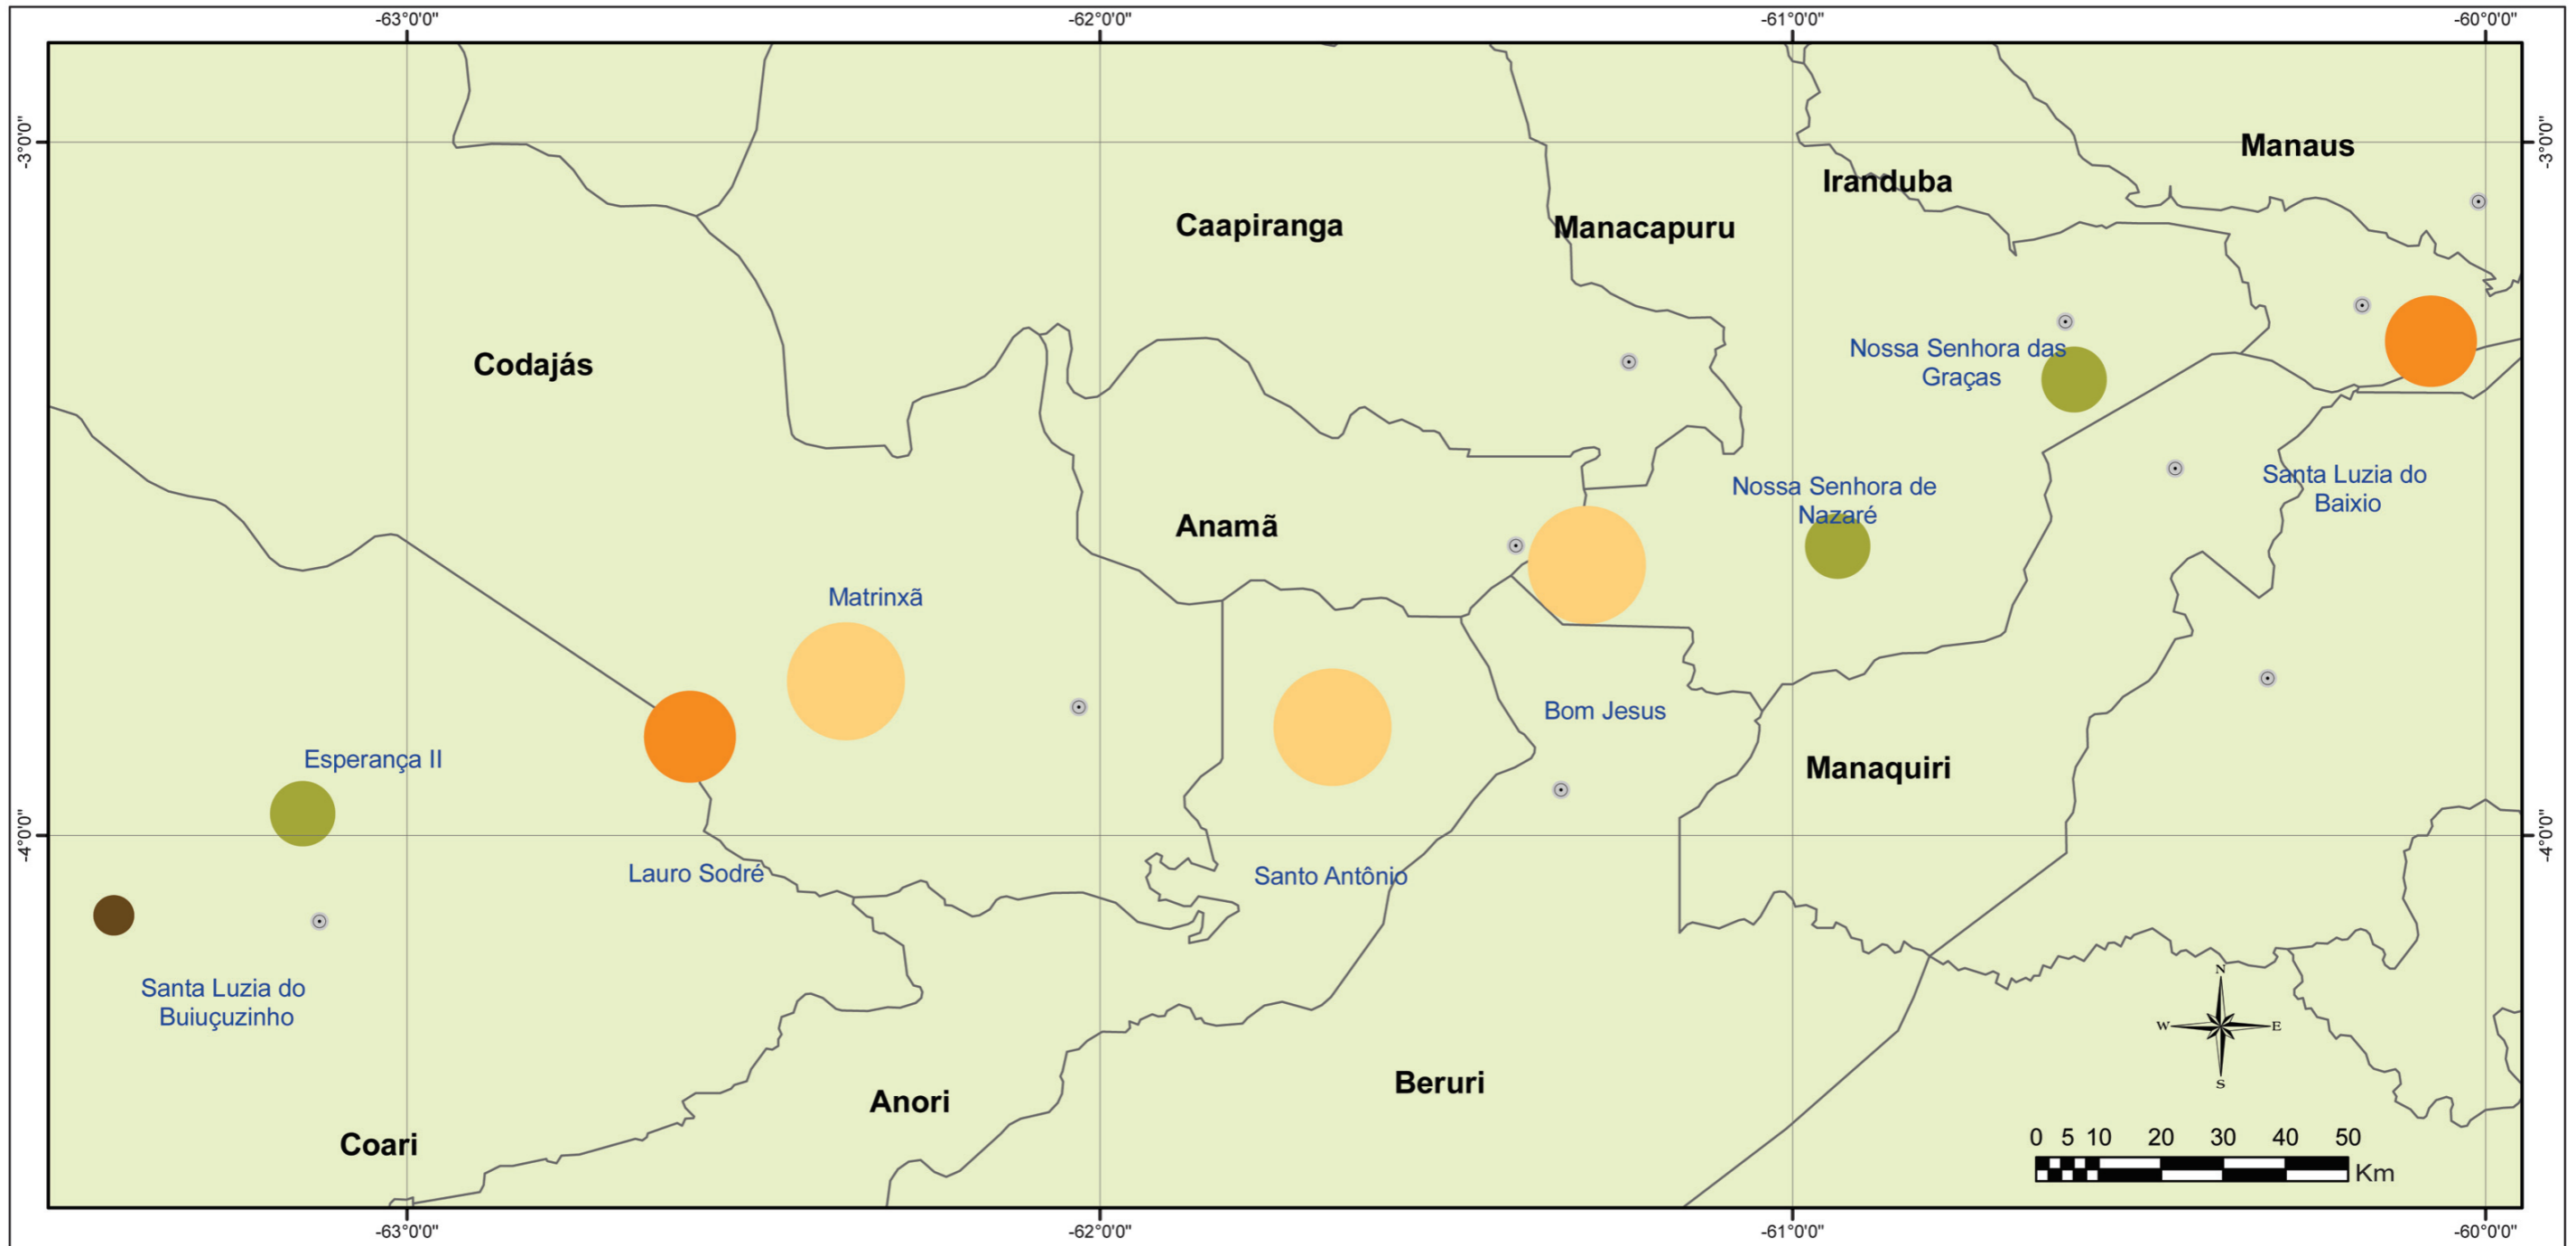 -63°0'0"
-62°0'0"
-61°0'0"
-60°0'0"
-3°0'0"
-3°0'0"
Manaus
Iranduba
Caapiranga
Manacapuru
Codajás
Nossa Senhora das
Graças
Santa Luzia do
Baixio
Nossa Senhora de
Nazaré
Anamã
Matrinxã
Bom Jesus
Esperança II
Manaquiri
-4°0'0"
-4°0'0"
Lauro Sodré
Santo Antônio
Santa Luzia do
Buiuçuzinho
N
W
E
S
Beruri
Anori
Coari
0 5 10 20 30 40 50
Km
-63°0'0"
-62°0'0"
-61°0'0"
-60°0'0"